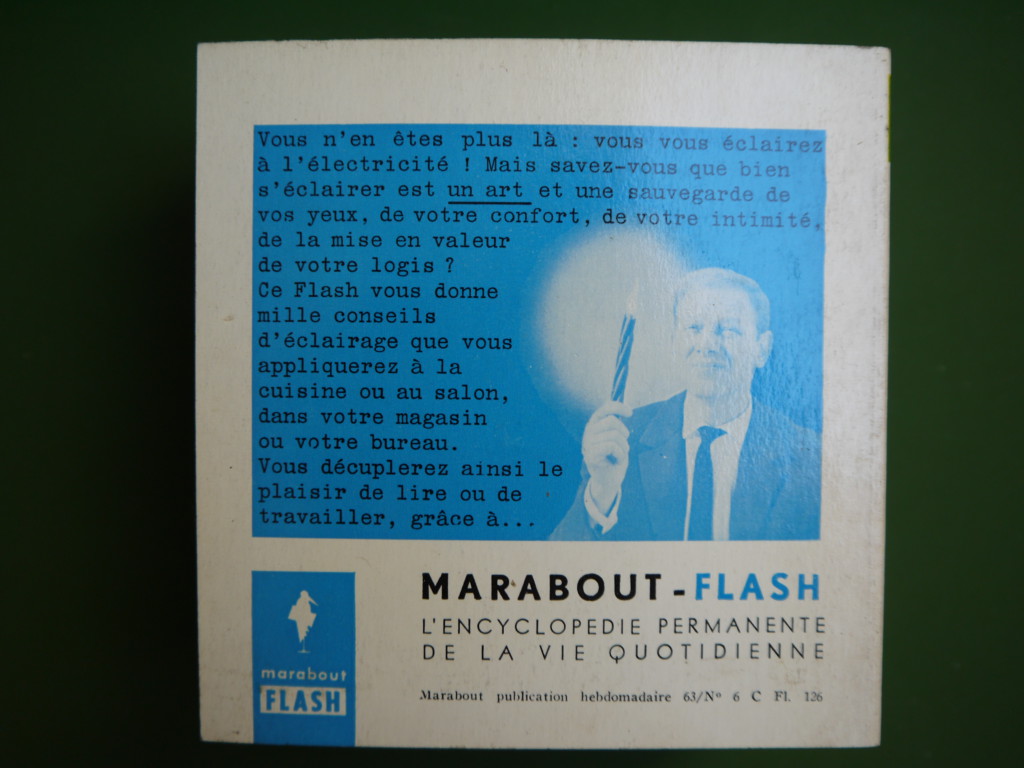 Vous n'en êtes plus là : vous vous éclairez
à l'électricité ! Mais savez-vous que bien
s'éclairer est un art et une sauvegarde de
vos yeux, de votre confort, de votre intimité,
de la mise en valeur
de votre logis ?
Ce Flash vous donne
mille conseils
d'éclairage que vous
appliquerez à la
cuisine ou au salon,
dans votre magasin
ou votre bureau.
Vous décuplerez ainsi le
plaisir de lire ou de
travailler, grâce à...
MARABOUT-FLASH
L'ENCYCLOPEDIE PERMANENTE
DE LA VIE QUOTIDIENNE
Marabout publication hebdomadaire 63/Nº 6 C Fl. 126
marabout
FLASH